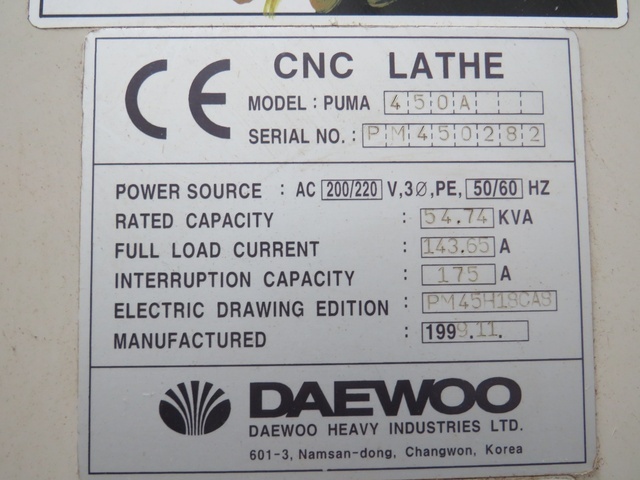 CE
CNC LATHE
MODEL : PUMA 450A
SERIAL NO. : PM450282
POWER SOURCE : AC 200/220 V,3Ø,PE, 50/60 HZ
RATED CAPACITY : 54.74 KVA
FULL LOAD CURRENT : 143.65 A
INTERRUPTION CAPACITY : 175 A
ELECTRIC DRAWING EDITION : PM45H18CA8
MANUFACTURED : 1999.11.
DAEWOO
DAEWOO HEAVY INDUSTRIES LTD.
601-3, Namsan-dong, Changwon, Korea